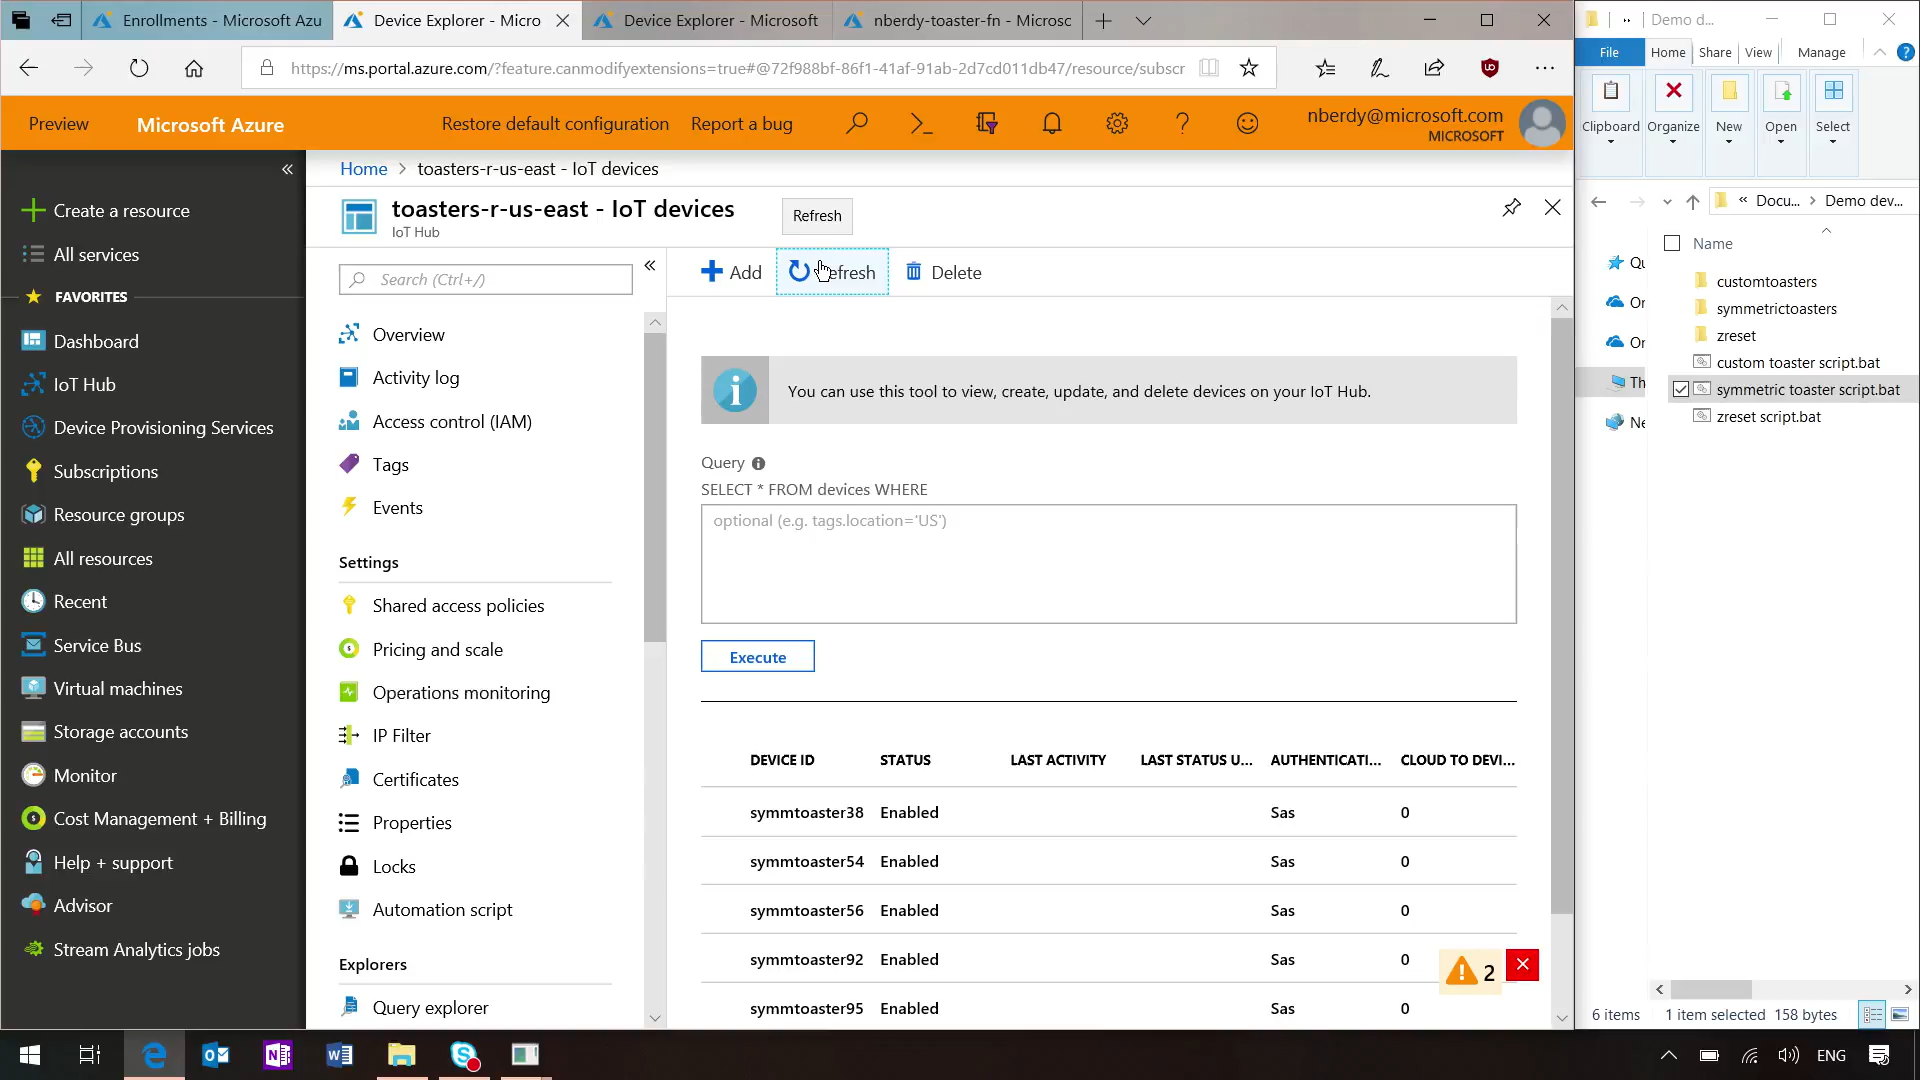 Enrollments - Microsoft Azu
Device Explorer - Micro
Device Explorer - Microsoft
nberdy-toaster-fn - Microsc
https://ms.portal.azure.com/?feature.canmodifyextensions=true#@72f988bf-86f1-41af-91ab-2d7cd011db47/resource/subscr
Preview
Microsoft Azure
Restore default configuration
Report a bug
nberdy@microsoft.com
MICROSOFT
Home > toasters-r-us-east - IoT devices
toasters-r-us-east - IoT devices
IoT Hub
Refresh
Create a resource
All services
FAVORITES
Dashboard
IoT Hub
Device Provisioning Services
Subscriptions
Resource groups
All resources
Recent
Service Bus
Virtual machines
Storage accounts
Monitor
Cost Management + Billing
Help + support
Advisor
Stream Analytics jobs
Search (Ctrl+/)
Overview
Activity log
Access control (IAM)
Tags
Events
Settings
Shared access policies
Pricing and scale
Operations monitoring
IP Filter
Certificates
Properties
Locks
Automation script
Explorers
Query explorer
Add
Refresh
Delete
You can use this tool to view, create, update, and delete devices on your IoT Hub.
Query
SELECT * FROM devices WHERE
optional (e.g. tags.location='US')
Execute
DEVICE ID STATUS LAST ACTIVITY LAST STATUS U... AUTHENTICATI... CLOUD TO DEVI...
symmtoaster38 Enabled Sas 0
symmtoaster54 Enabled Sas 0
symmtoaster56 Enabled Sas 0
symmtoaster92 Enabled Sas 0
symmtoaster95 Enabled Sas 0
2
Demo d...
File Home Share View Manage
Clipboard Organize New Open Select
« Docu... > Demo dev...
Name
Qu
On
On
Th
Ne
customtoasters
symmetrictoasters
zreset
custom toaster script.bat
symmetric toaster script.bat
zreset script.bat
6 items 1 item selected 158 bytes
ENG